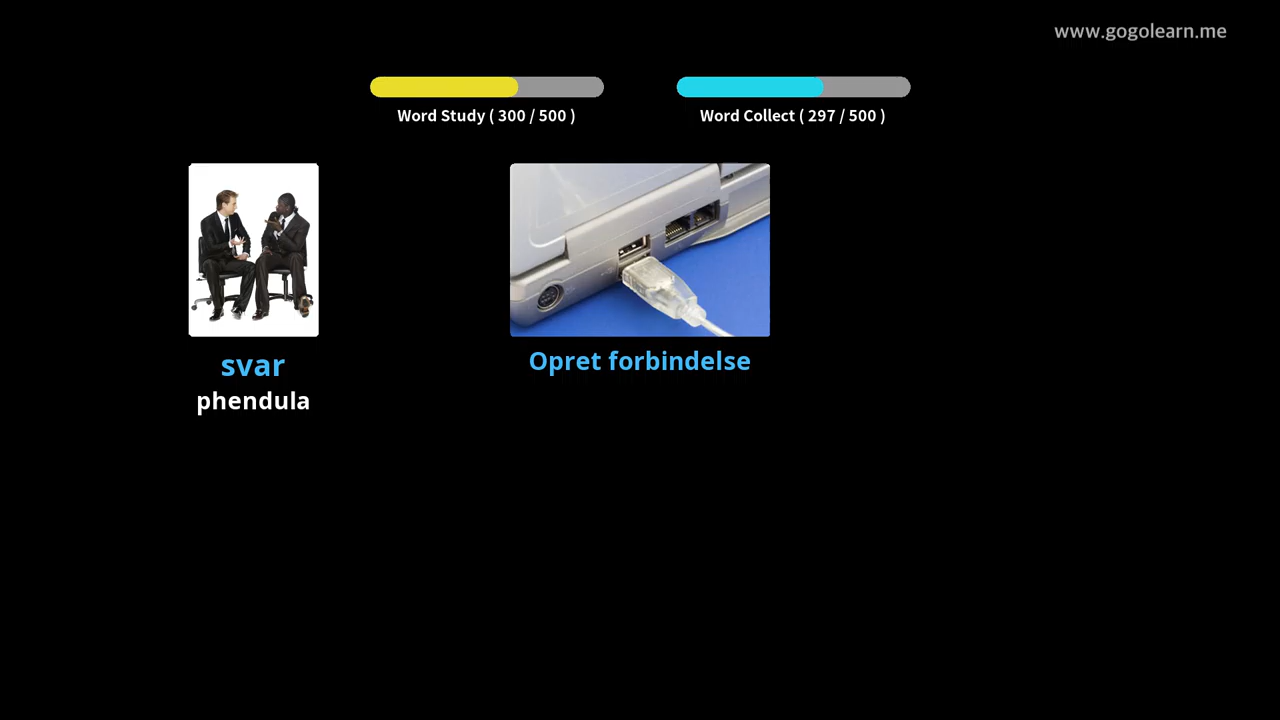 www.gogolearn.me
Word Study ( 300 / 500 )
Word Collect ( 297 / 500 )
svar
phendula
Opret forbindelse